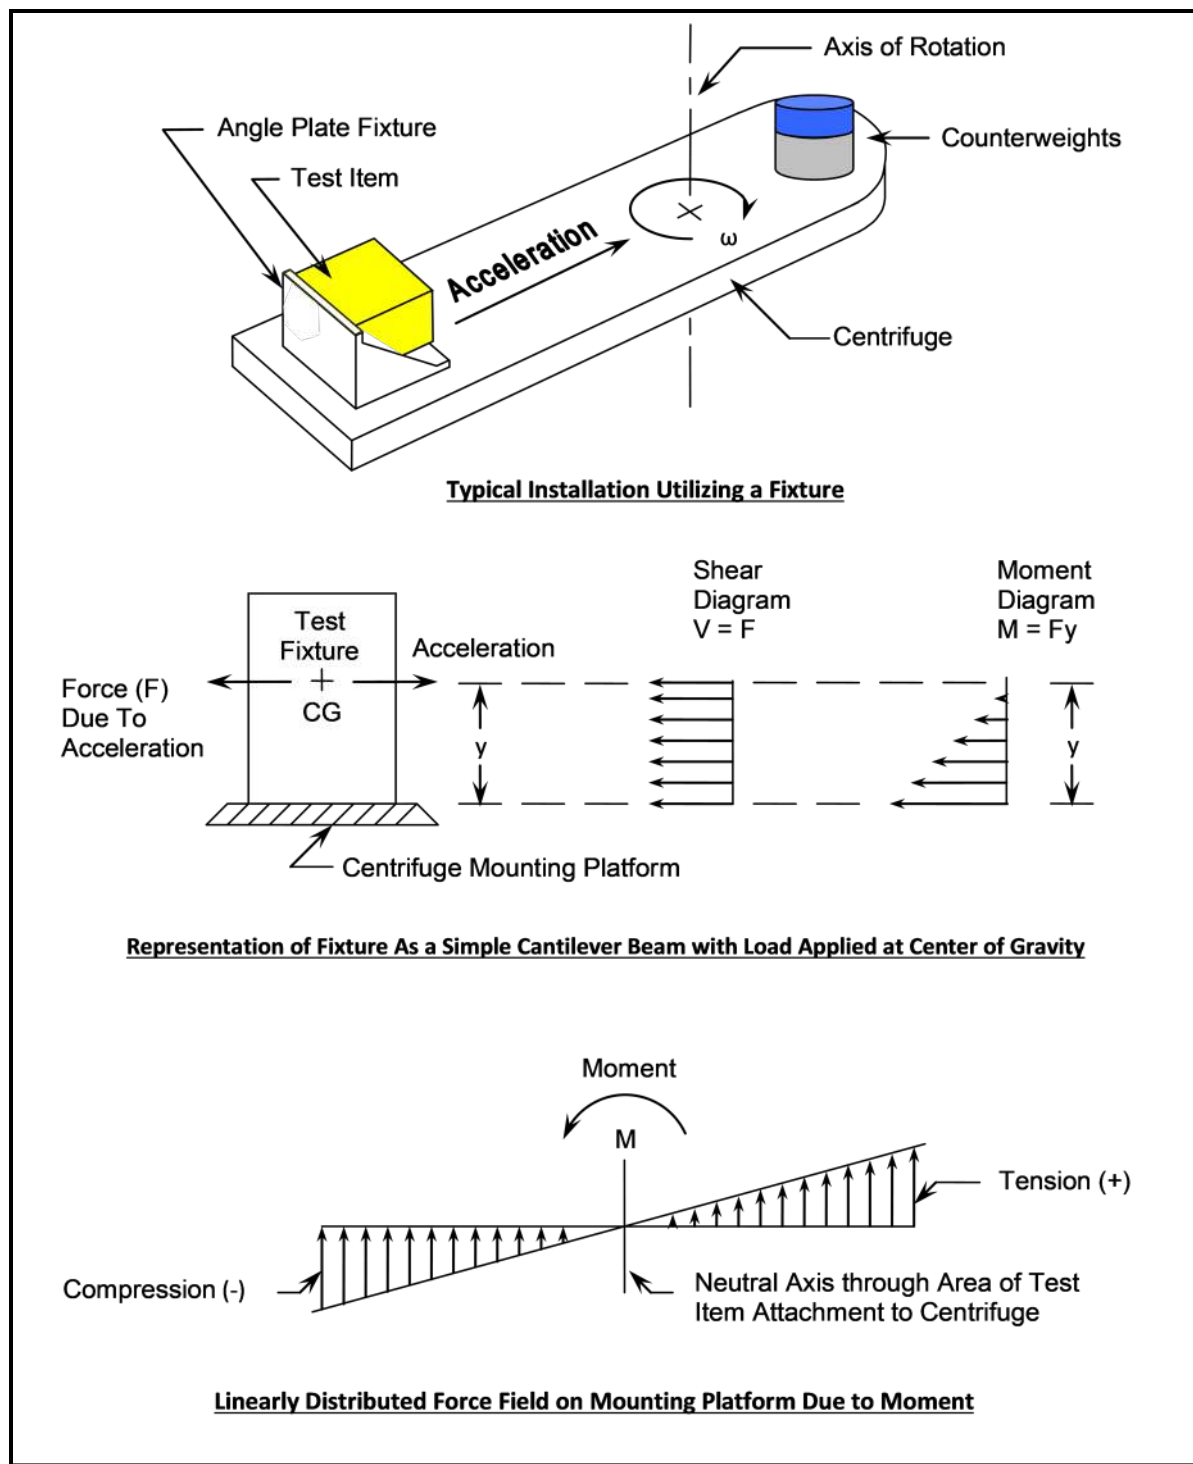 Axis of Rotation
Angle Plate Fixture
Counterweights
Test Item
Acceleration
ω
Centrifuge
Typical Installation Utilizing a Fixture
Shear
Diagram
V = F
Moment
Diagram
M = Fy
Test
Fixture
Acceleration
Force (F)
Due To
Acceleration
CG
y
y
Centrifuge Mounting Platform
Representation of Fixture As a Simple Cantilever Beam with Load Applied at Center of Gravity
Moment
M
Tension (+)
Compression (-)
Neutral Axis through Area of Test
Item Attachment to Centrifuge
Linearly Distributed Force Field on Mounting Platform Due to Moment